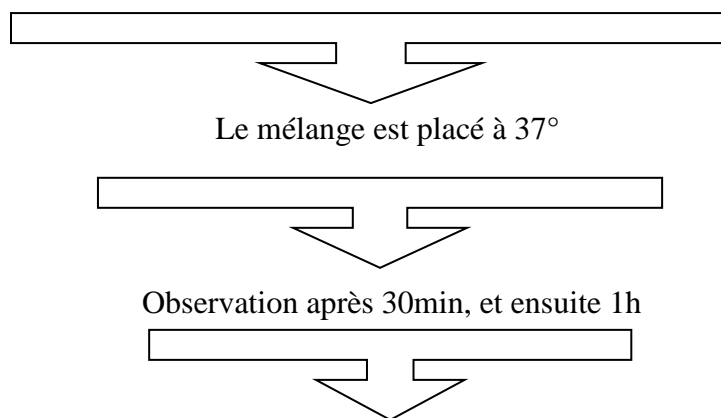 Le mélange est placé à 37°
Observation après 30min, et ensuite 1h